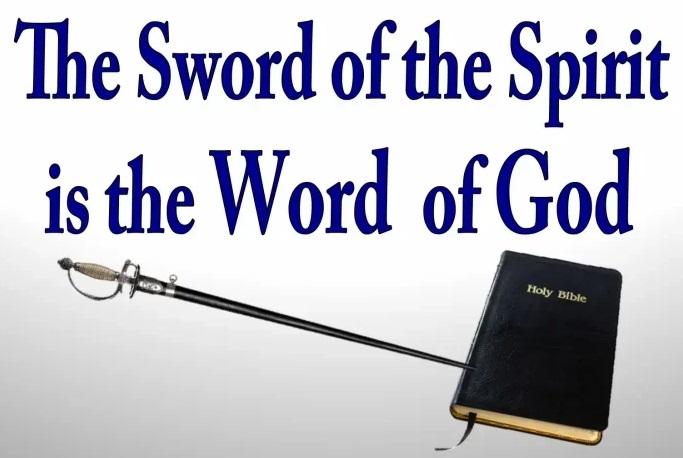 The Sword of the Spirit
is the Word of God
Holy Bible